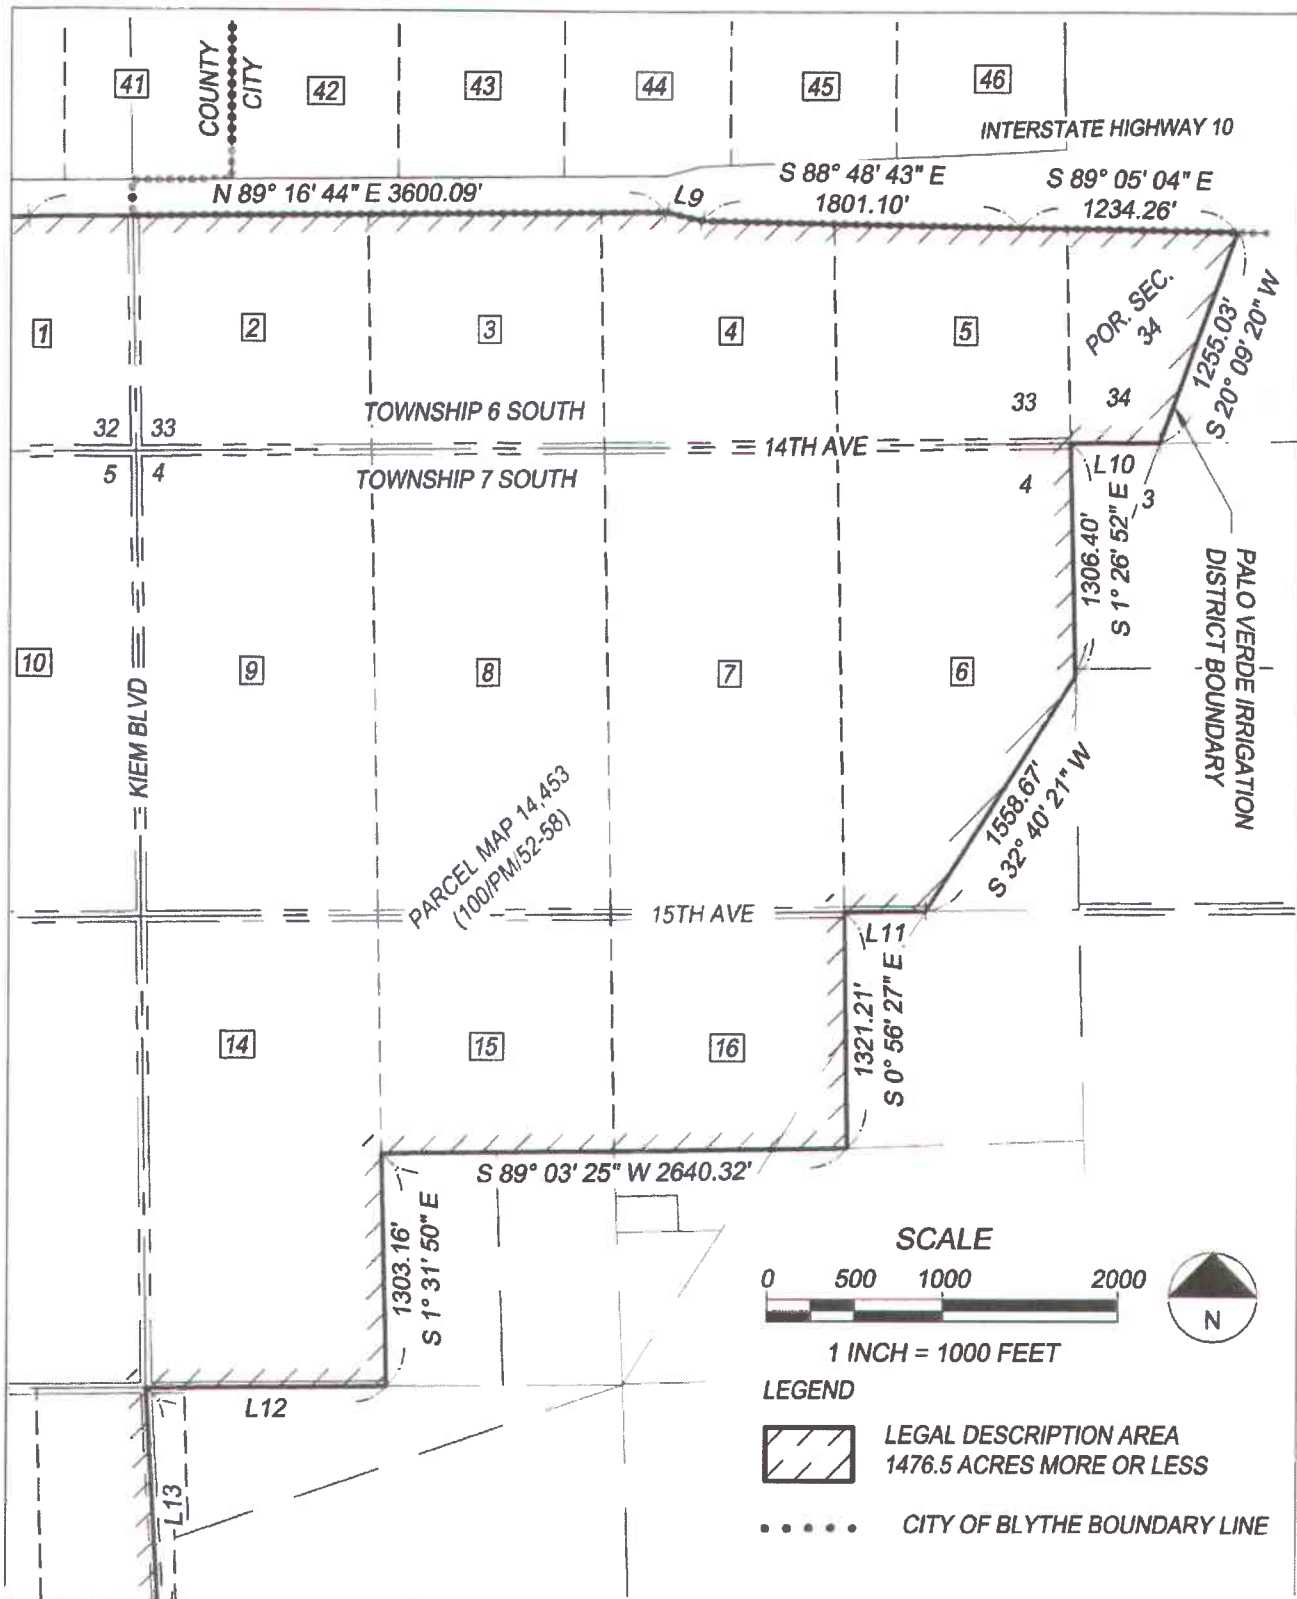 41
COUNTY
CITY
42
43
44
45
46
INTERSTATE HIGHWAY 10
N 89° 16' 44" E 3600.09'
L9
S 88° 48' 43" E
1801.10'
S 89° 05' 04" E
1234.26'
1
2
3
4
5
POR. SEC.
34
1255.03'
S 20° 09' 20" W
32
33
TOWNSHIP 6 SOUTH
33
34
14TH AVE
5
4
TOWNSHIP 7 SOUTH
4
L10
3
1306.40'
S 1° 26' 52" E
PALO VERDE IRRIGATION
DISTRICT BOUNDARY
10
KIEM BLVD
9
8
7
6
1558.67'
S 32° 40' 21" W
PARCEL MAP 14,453
(100/PM/52-58)
15TH AVE
L11
1321.21'
S 0° 56' 27" E
14
15
16
S 89° 03' 25" W 2640.32'
1303.16'
S 1° 31' 50" E
L12
L13
SCALE
0 500 1000 2000
1 INCH = 1000 FEET
N
LEGEND
LEGAL DESCRIPTION AREA
1476.5 ACRES MORE OR LESS
CITY OF BLYTHE BOUNDARY LINE